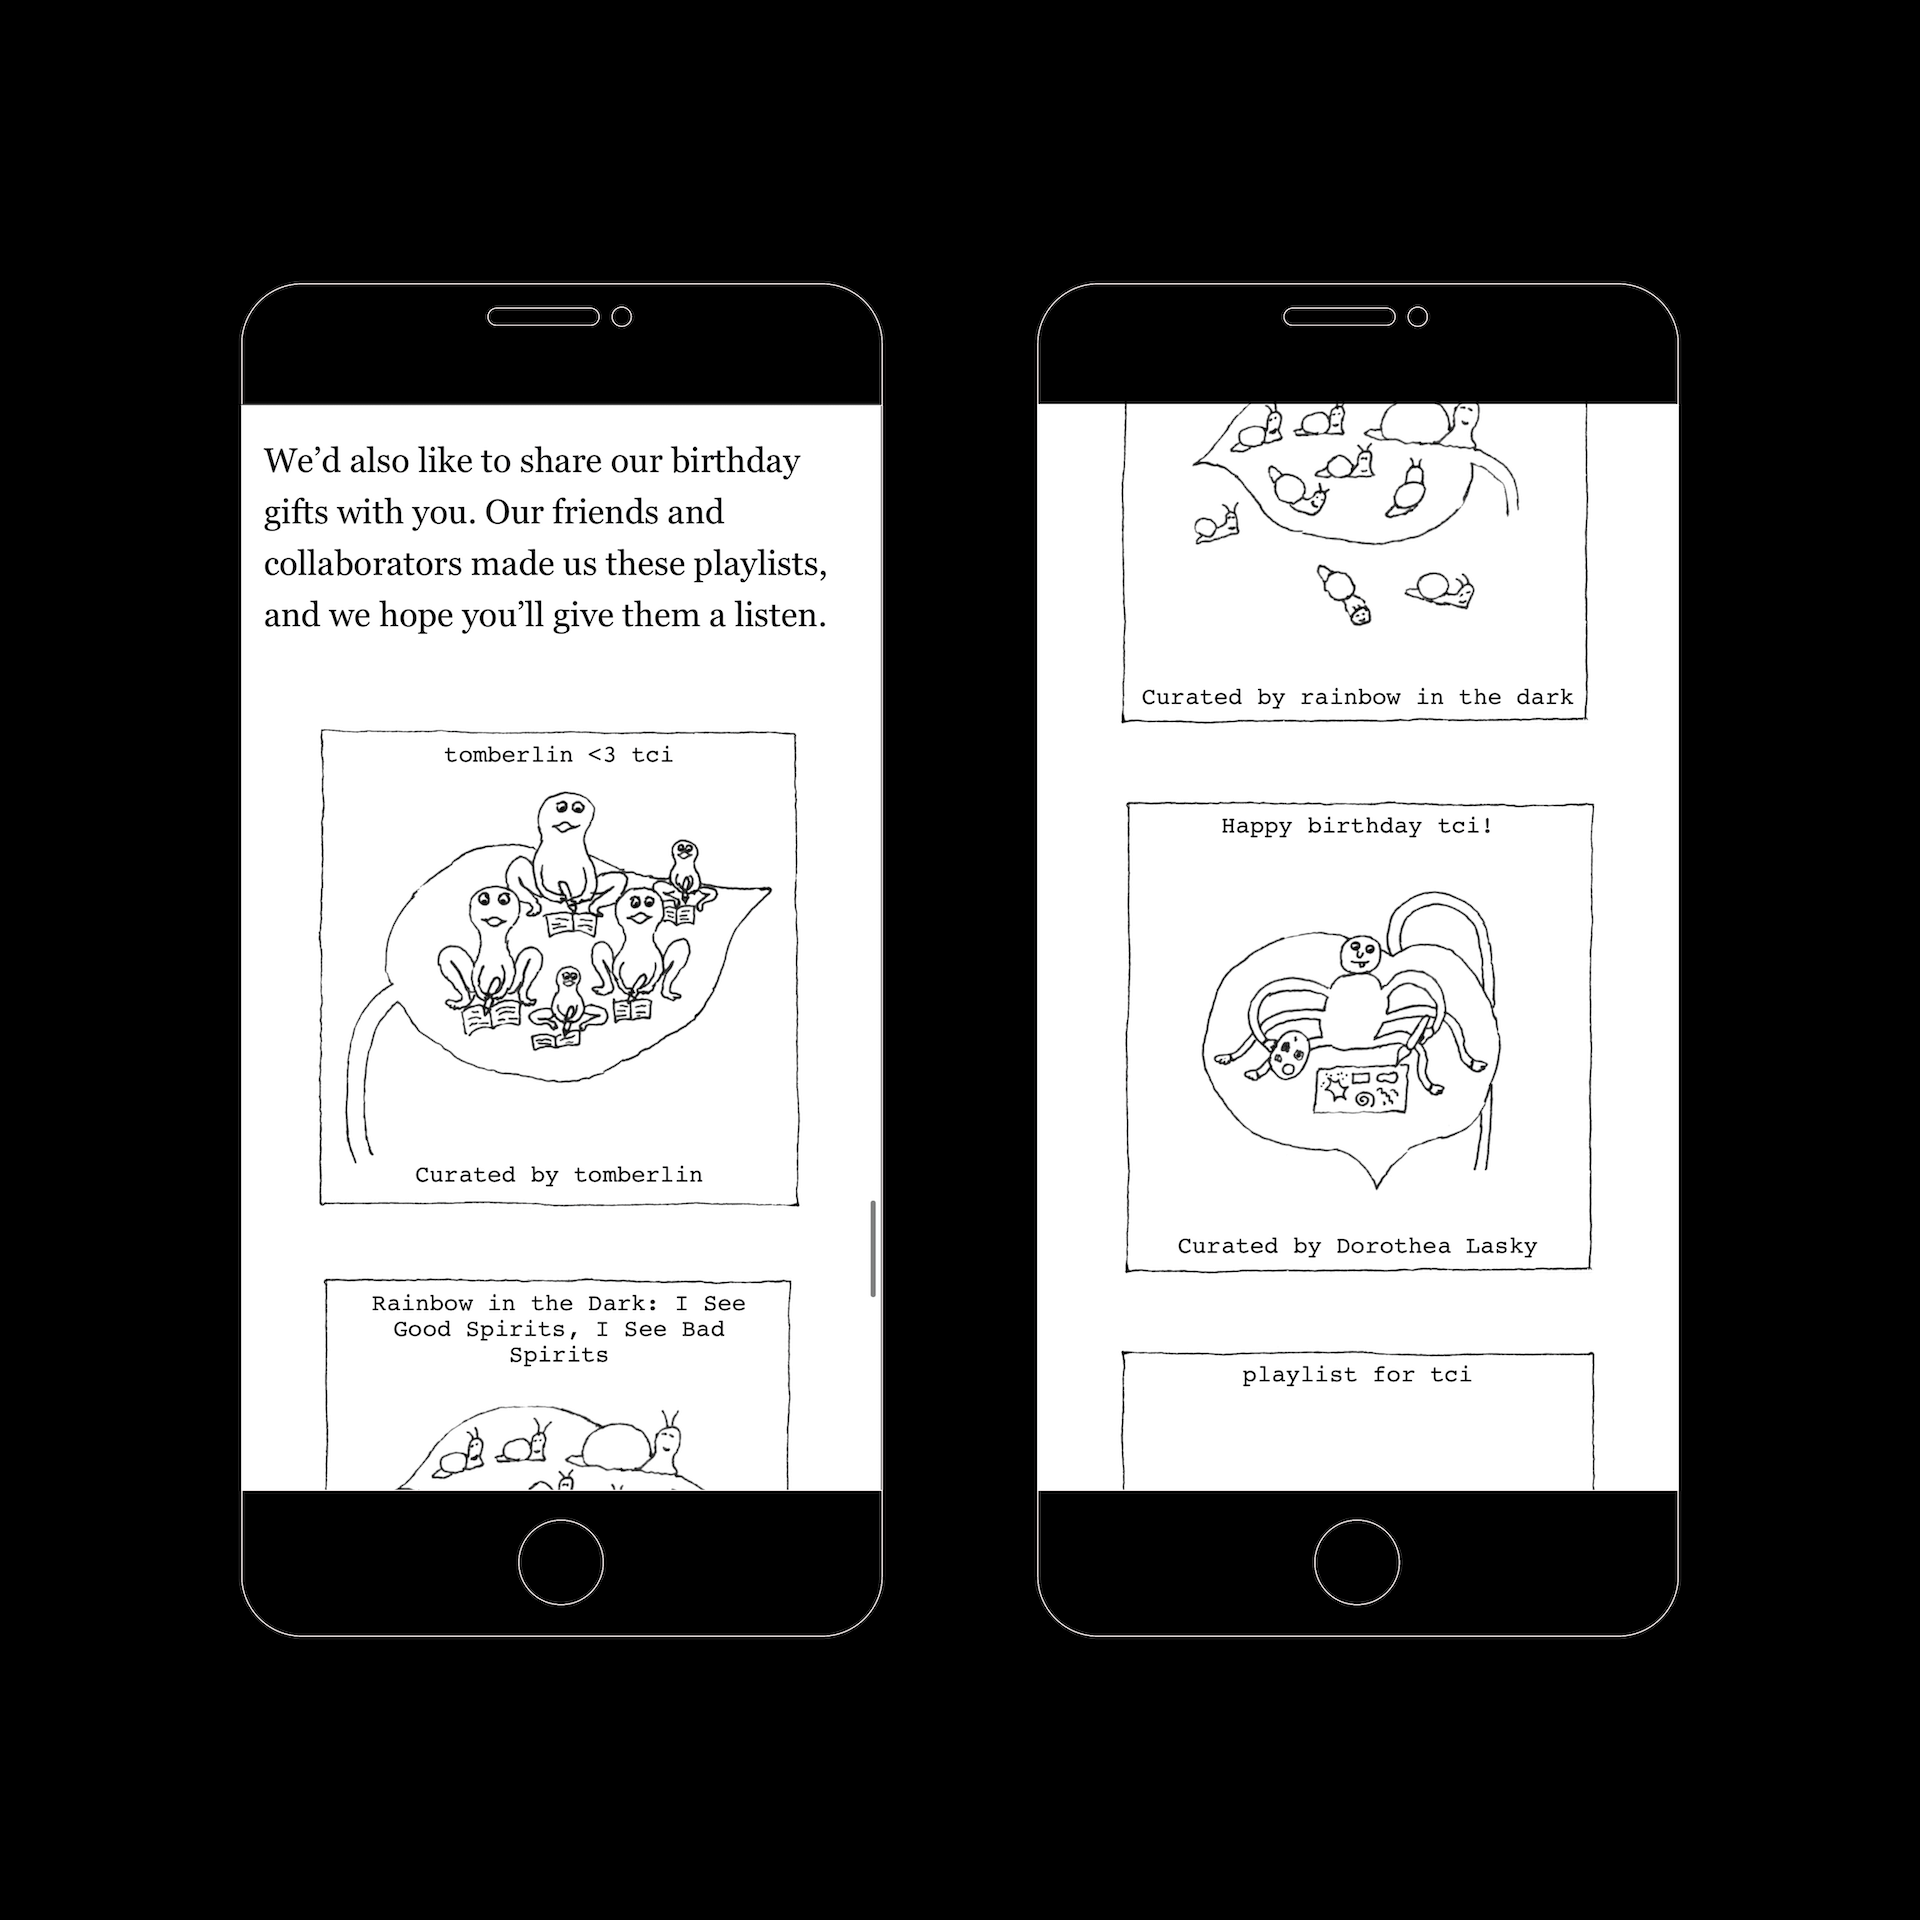 We’d also like to share our birthday
gifts with you. Our friends and
collaborators made us these playlists,
and we hope you’ll give them a listen.
tomberlin <3 tci
Curated by tomberlin
Rainbow in the Dark: I See
Good Spirits, I See Bad
Spirits
Curated by rainbow in the dark
Happy birthday tci!
Curated by Dorothea Lasky
playlist for tci